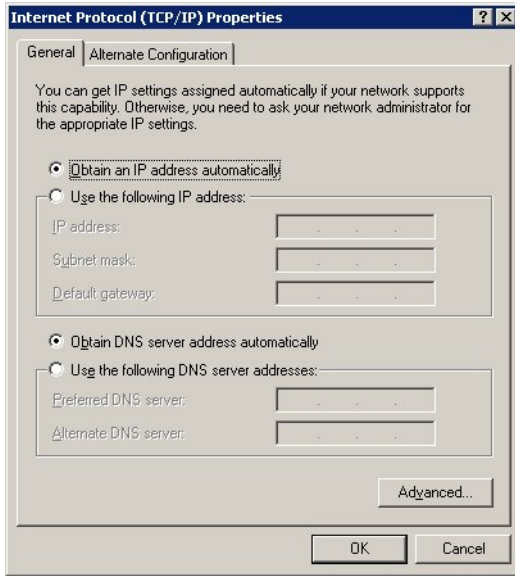 Internet Protocol (TCP/IP) Properties
General Alternate Configuration
You can get IP settings assigned automatically if your network supports
this capability. Otherwise, you need to ask your network administrator for
the appropriate IP settings.
Obtain an IP address automatically
Use the following IP address:
IP address:
Subnet mask:
Default gateway:
Obtain DNS server address automatically
Use the following DNS server addresses:
Preferred DNS server:
Alternate DNS server:
Advanced...
OK Cancel